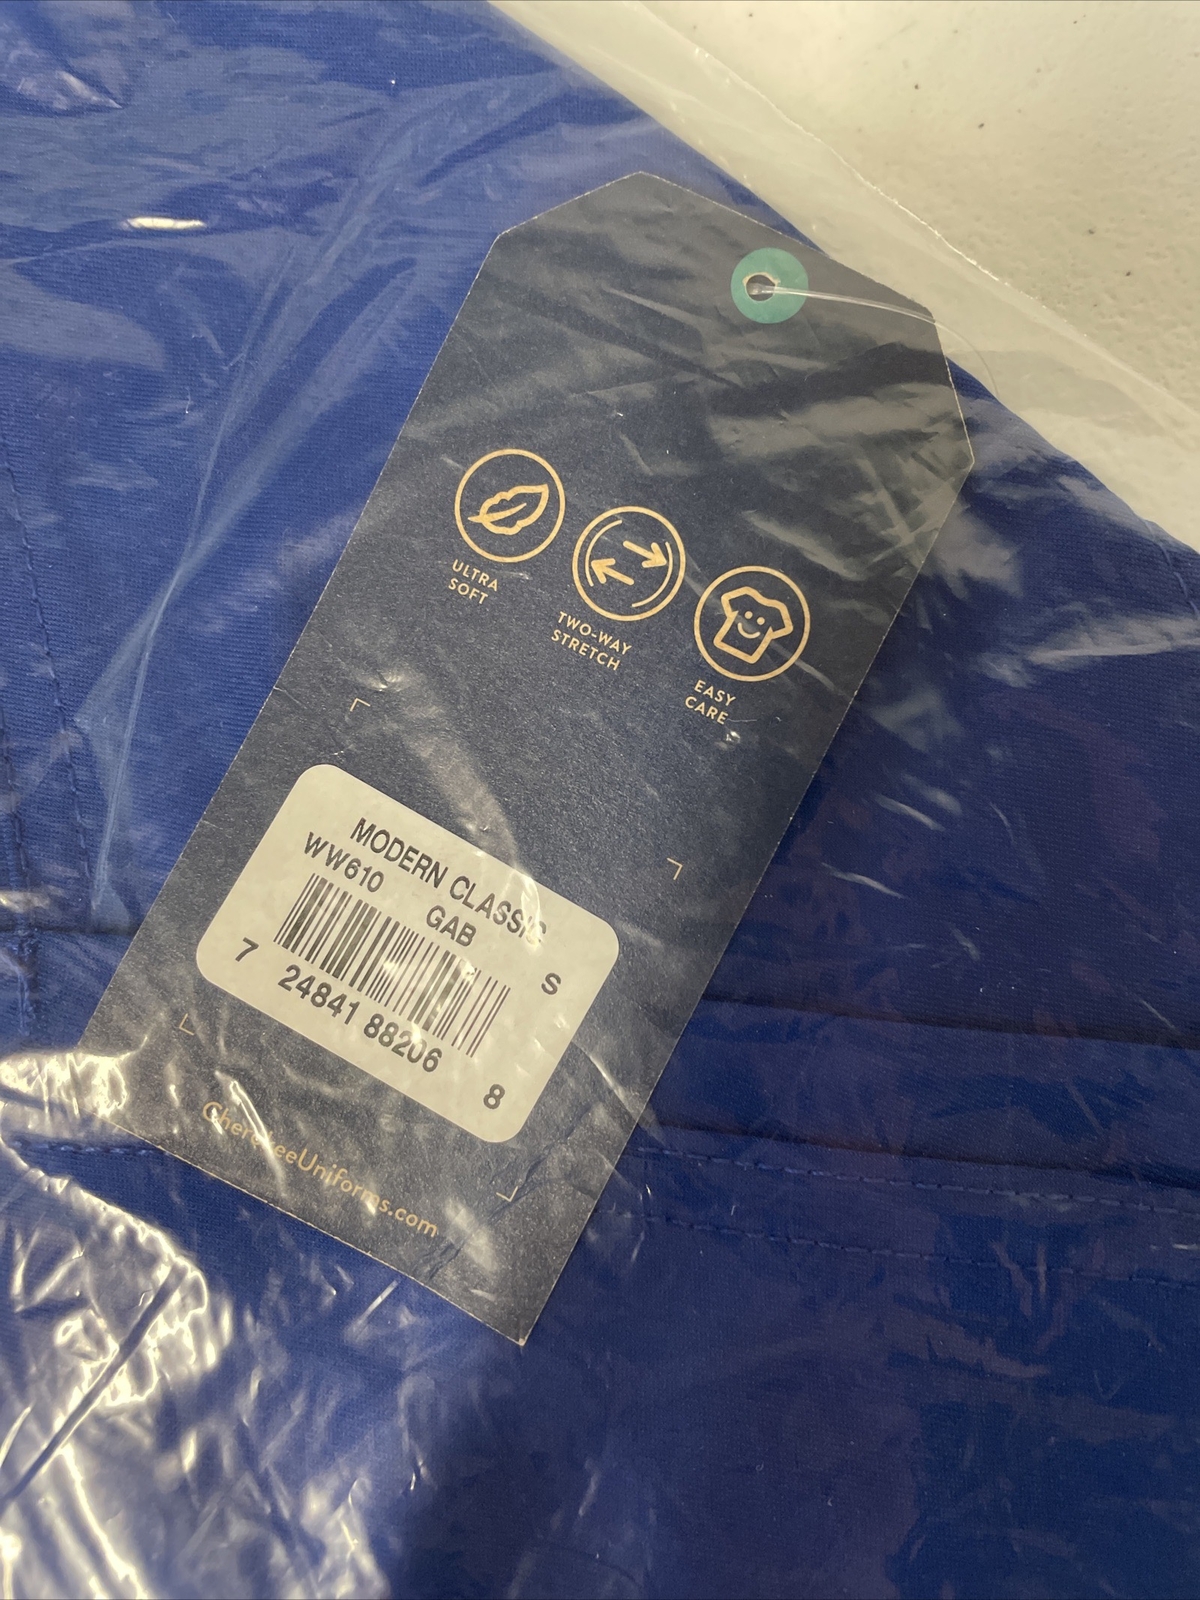 ULTRA
SOFT
TWO-WAY
STRETCH
EASY
CARE
MODERN CLASSIC
WW610 GAB S
7 24841 88206 8
CherokeeUniforms.com